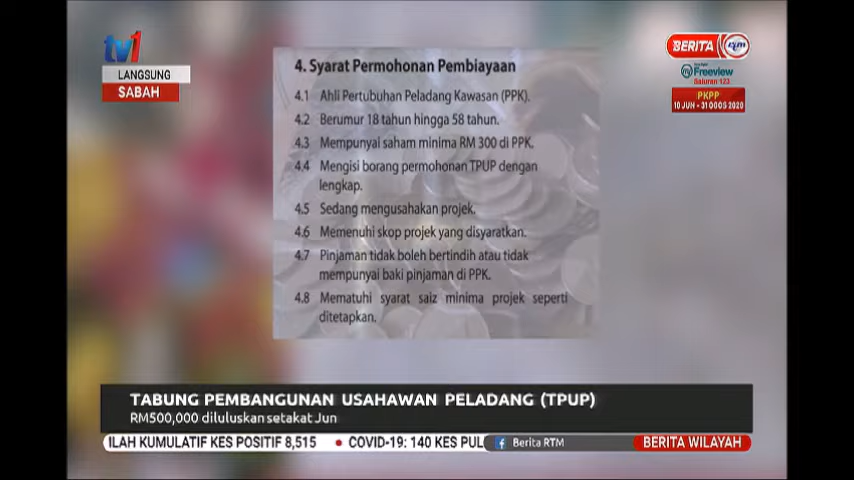 tv1
LANGSUNG
SABAH
BERITA rtm
myFreeview
Saluran 123
PKPP
10 JUN - 31 OGOS 2020
4. Syarat Permohonan Pembiayaan
4.1 Ahli Pertubuhan Peladang Kawasan (PPK).
4.2 Berumur 18 tahun hingga 58 tahun.
4.3 Mempunyai saham minima RM 300 di PPK.
4.4 Mengisi borang permohonan TPUP dengan
lengkap.
4.5 Sedang mengusahakan projek.
4.6 Memenuhi skop projek yang disyaratkan.
4.7 Pinjaman tidak boleh bertindih atau tidak
mempunyai baki pinjaman di PPK.
4.8 Mematuhi syarat saiz minima projek seperti
ditetapkan.
TABUNG PEMBANGUNAN USAHAWAN PELADANG (TPUP)
RM500,000 diluluskan setakat Jun
ILAH KUMULATIF KES POSITIF 8,515 • COVID-19: 140 KES PUL f Berita RTM BERITA WILAYAH